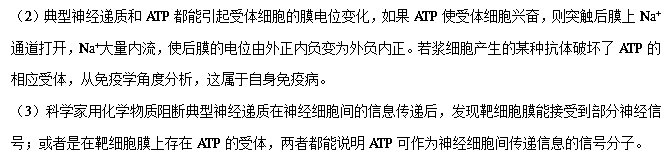 （2）典型神经递质和 ATP 都能引起受体细胞的膜电位变化，如果 ATP 使受体细胞兴奋，则突触后膜上 Na⁺
通道打开，Na⁺大量内流，使后膜的电位由外正内负变为外负内正。若浆细胞产生的某种抗体破坏了 ATP 的
相应受体，从免疫学角度分析，这属于自身免疫病。
（3）科学家用化学物质阻断典型神经递质在神经细胞间的信息传递后，发现靶细胞膜能接受到部分神经信
号；或者是在靶细胞膜上存在 ATP 的受体，两者都能说明 ATP 可作为神经细胞间传递信息的信号分子。